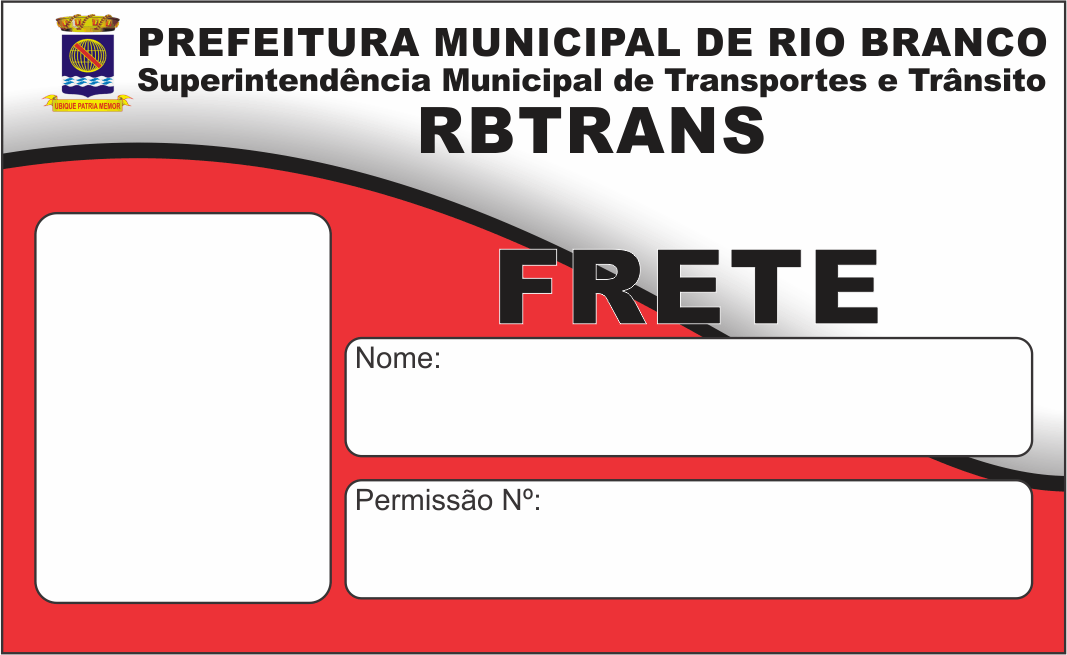 PREFEITURA MUNICIPAL DE RIO BRANCO
Superintendência Municipal de Transportes e Trânsito
UBIQUE PATRIA MEMOR
RBTRANS
FRETE
Nome:
Permissão Nº: